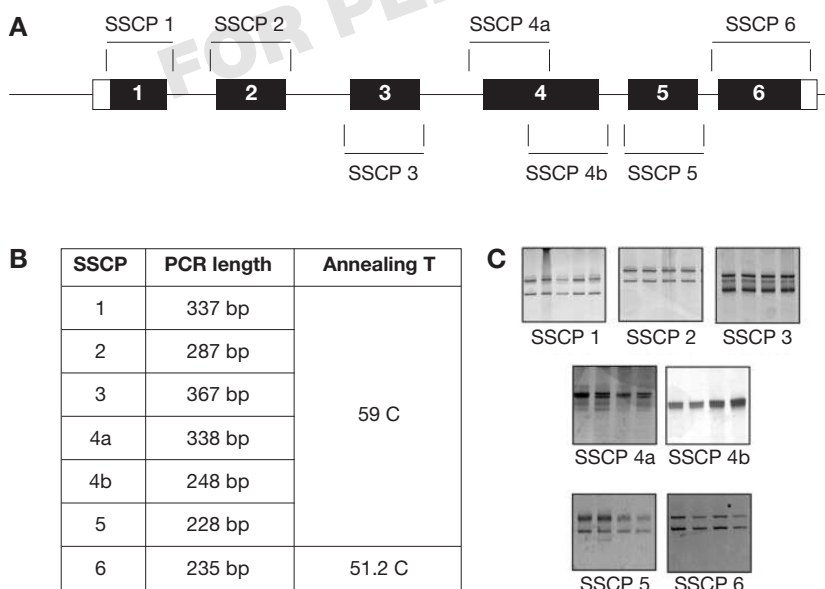 FOR PE
A
SSCP 1 SSCP 2 SSCP 4a SSCP 6
1 2 3 4 5 6
SSCP 3 SSCP 4b SSCP 5
B
SSCP PCR length Annealing T
1 337 bp
2 287 bp
3 367 bp
59 C
4a 338 bp
4b 248 bp
5 228 bp
6 235 bp 51.2 C
C
SSCP 1 SSCP 2 SSCP 3
SSCP 4a SSCP 4b
SSCP 5 SSCP 6